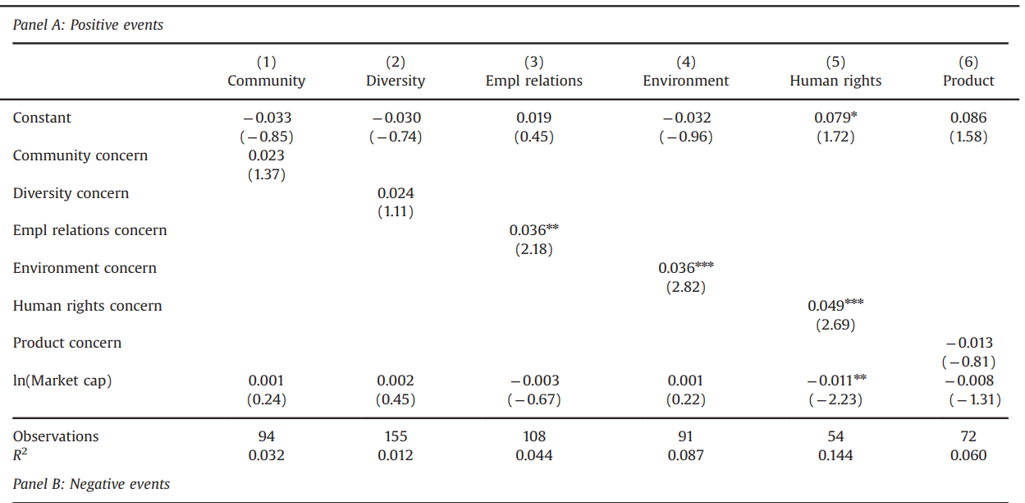 Panel A: Positive events
(1) (2) (3) (4) (5) (6)
Community Diversity Empl relations Environment Human rights Product
Constant −0.033 −0.030 0.019 −0.032 0.079* 0.086
(−0.85) (−0.74) (0.45) (−0.96) (1.72) (1.58)
Community concern 0.023
(1.37)
Diversity concern 0.024
(1.11)
Empl relations concern 0.036**
(2.18)
Environment concern 0.036***
(2.82)
Human rights concern 0.049***
(2.69)
Product concern −0.013
(−0.81)
ln(Market cap) 0.001 0.002 −0.003 0.001 −0.011** −0.008
(0.24) (0.45) (−0.67) (0.22) (−2.23) (−1.31)
Observations 94 155 108 91 54 72
R² 0.032 0.012 0.044 0.087 0.144 0.060
Panel B: Negative events